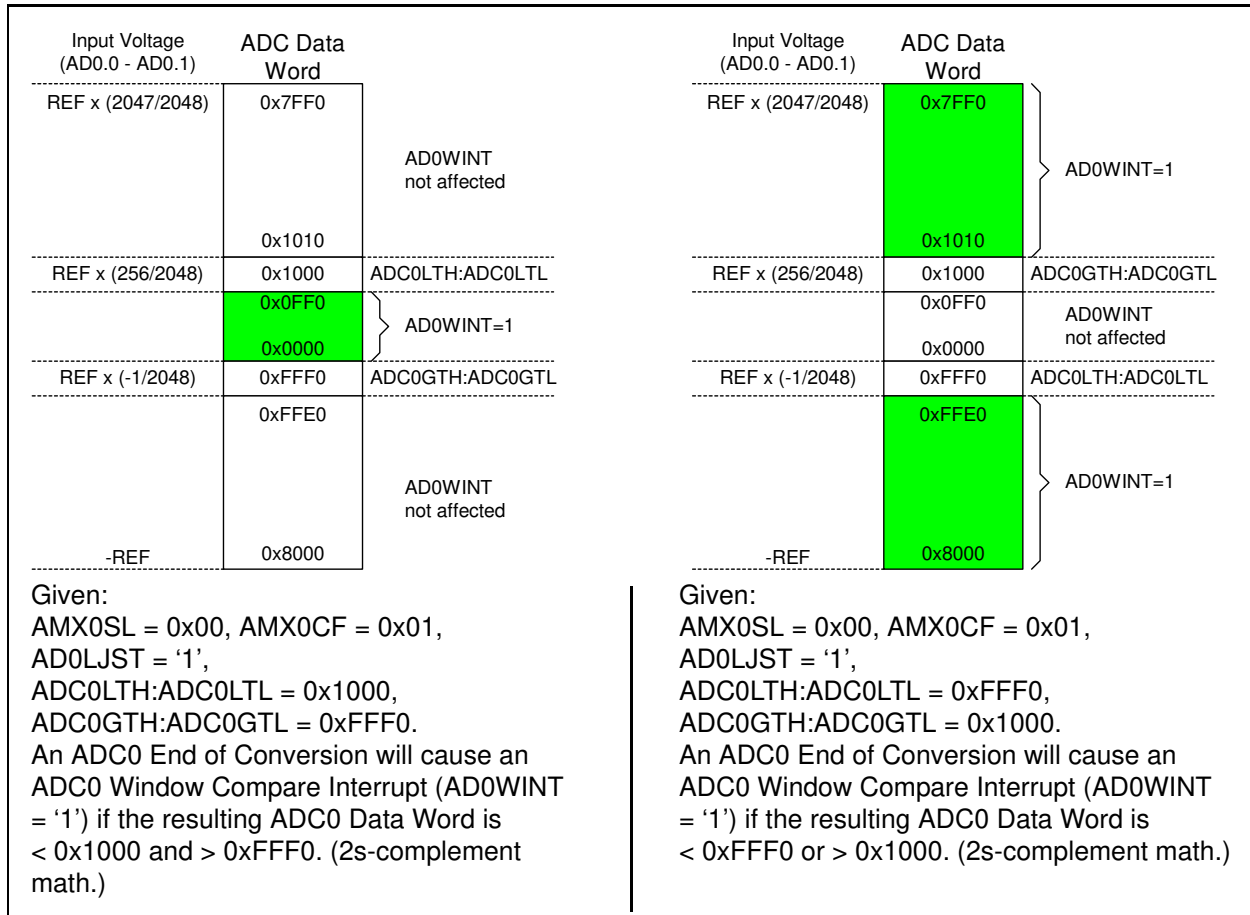 Input Voltage
(AD0.0 - AD0.1)
ADC Data
Word
REF x (2047/2048)
0x7FF0
AD0WINT
not affected
0x1010
REF x (256/2048)
0x1000
ADC0LTH:ADC0LTL
0x0FF0
AD0WINT=1
0x0000
REF x (-1/2048)
0xFFF0
ADC0GTH:ADC0GTL
0xFFE0
AD0WINT
not affected
-REF
0x8000
Given:
AMX0SL = 0x00, AMX0CF = 0x01,
AD0LJST = ‘1’,
ADC0LTH:ADC0LTL = 0x1000,
ADC0GTH:ADC0GTL = 0xFFF0.
An ADC0 End of Conversion will cause an
ADC0 Window Compare Interrupt (AD0WINT
= ‘1’) if the resulting ADC0 Data Word is
< 0x1000 and > 0xFFF0. (2s-complement
math.)
Input Voltage
(AD0.0 - AD0.1)
ADC Data
Word
REF x (2047/2048)
0x7FF0
AD0WINT=1
0x1010
REF x (256/2048)
0x1000
ADC0GTH:ADC0GTL
0x0FF0
AD0WINT
not affected
0x0000
REF x (-1/2048)
0xFFF0
ADC0LTH:ADC0LTL
0xFFE0
AD0WINT=1
-REF
0x8000
Given:
AMX0SL = 0x00, AMX0CF = 0x01,
AD0LJST = ‘1’,
ADC0LTH:ADC0LTL = 0xFFF0,
ADC0GTH:ADC0GTL = 0x1000.
An ADC0 End of Conversion will cause an
ADC0 Window Compare Interrupt (AD0WINT
= ‘1’) if the resulting ADC0 Data Word is
< 0xFFF0 or > 0x1000. (2s-complement math.)